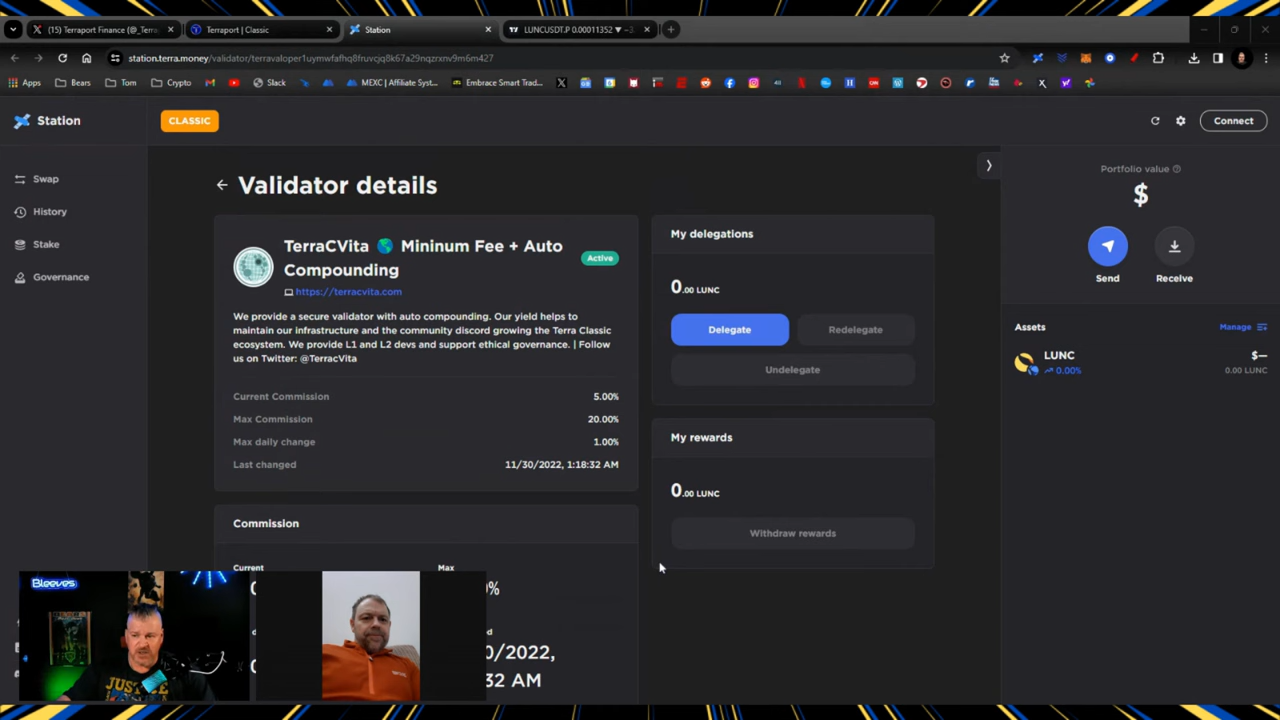 (15) Terraport Finance (@_Terra
Terraport | Classic
Station
LUNCUSDT.P 0.00011352 ▼ −3.
station.terra.money/validator/terravaloper1uymwfafhq8fruvcjq8k67a29nqzrxnv9m6m427
Apps
Bears
Tom
Crypto
Slack
MEXC | Affiliate Syst...
Embrace Smart Trad...
Station
CLASSIC
Connect
Swap
History
Stake
Governance
Validator details
TerraCVita 🌎 Mininum Fee + Auto
Compounding
Active
https://terracvita.com
We provide a secure validator with auto compounding. Our yield helps to
maintain our infrastructure and the community discord growing the Terra Classic
ecosystem. We provide L1 and L2 devs and support ethical governance. | Follow
us on Twitter: @TerracVita
Current Commission 5.00%
Max Commission 20.00%
Max daily change 1.00%
Last changed 11/30/2022, 1:18:32 AM
Commission
Current Max
0/2022,
32 AM
My delegations
0.00 LUNC
Delegate
Redelegate
Undelegate
My rewards
0.00 LUNC
Withdraw rewards
Portfolio value
$
Send
Receive
Assets
Manage
LUNC $—
0.00% 0.00 LUNC
Bleeves
JUSTICE